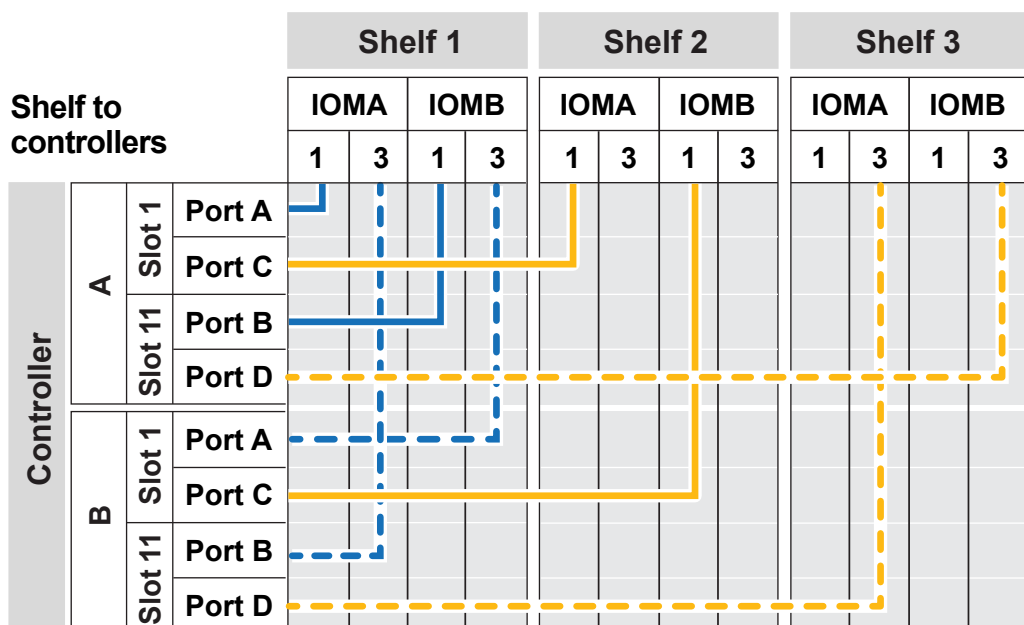 Shelf 1 Shelf 2 Shelf 3
Shelf to
controllers
IOMA IOMB IOMA IOMB IOMA IOMB
1 3 1 3 1 3 1 3 1 3 1 3
Controller
A
Slot 1
Port A
Port C
Slot 11
Port B
Port D
B
Slot 1
Port A
Port C
Slot 11
Port B
Port D